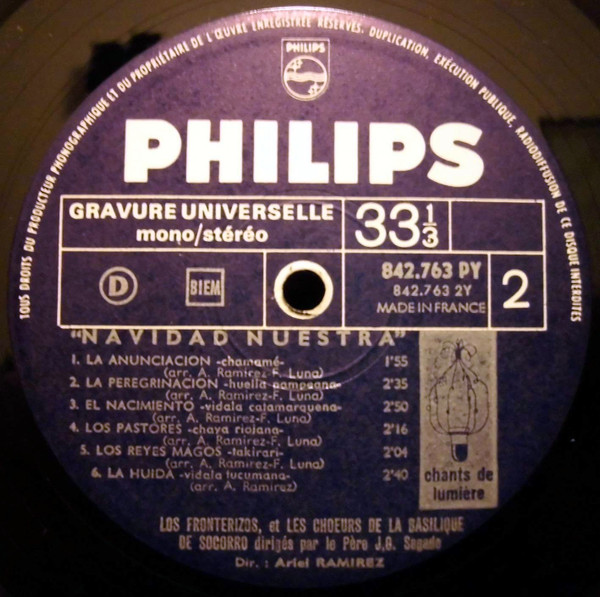 TOUS DROITS DU PRODUCTEUR PHONOGRAPHIQUE ET DU PROPRIÉTAIRE DE L'ŒUVRE ENREGISTRÉE RÉSERVÉS. DUPLICATION, EXÉCUTION PUBLIQUE, RADIODIFFUSION DE CE DISQUE INTERDITES
PHILIPS
PHILIPS
GRAVURE UNIVERSELLE
mono/stéréo
33 1/3
D
BIEM
842.763 PY
842.763 2Y
MADE IN FRANCE
2
"NAVIDAD NUESTRA"
1. LA ANUNCIACION -chamamé- 1'55
(arr. A. Ramirez-F. Luna)
2. LA PEREGRINACION -huella pampeana- 2'35
(arr. A. Ramirez-F. Luna)
3. EL NACIMIENTO -vidala catamarquena- 2'50
(arr. A. Ramirez-F. Luna)
4. LOS PASTORES -chaya riojana- 2'16
(arr. A. Ramirez-F. Luna)
5. LOS REYES MAGOS -takirari- 2'04
(arr. A. Ramirez-F. Luna)
6. LA HUIDA -vidala tucumana- 2'40
(arr. A. Ramirez)
chants de
lumière
LOS FRONTERIZOS, et LES CHOEURS DE LA BASILIQUE
DE SOCORRO dirigés par le Père J.G. Segade
Dir. : Ariel RAMIREZ